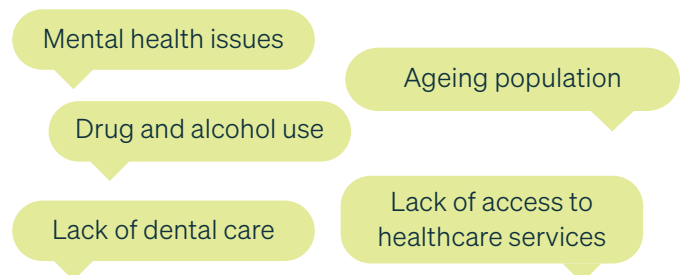 Mental health issues
Ageing population
Drug and alcohol use
Lack of dental care
Lack of access to
healthcare services